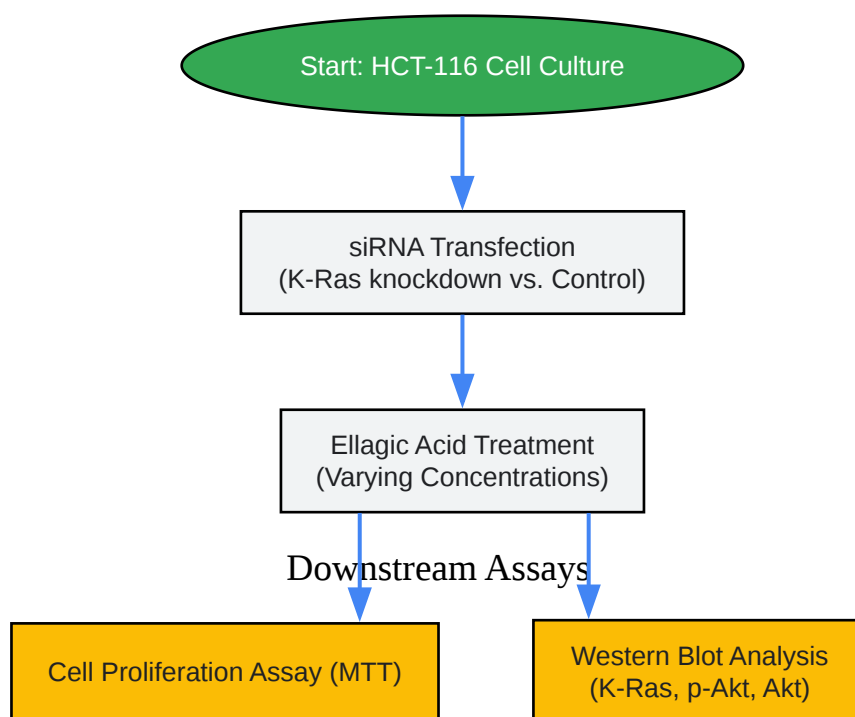 Start: HCT-116 Cell Culture
siRNA Transfection
(K-Ras knockdown vs. Control)
Ellagic Acid Treatment
(Varying Concentrations)
Downstream Assays
Cell Proliferation Assay (MTT)
Western Blot Analysis
(K-Ras, p-Akt, Akt)